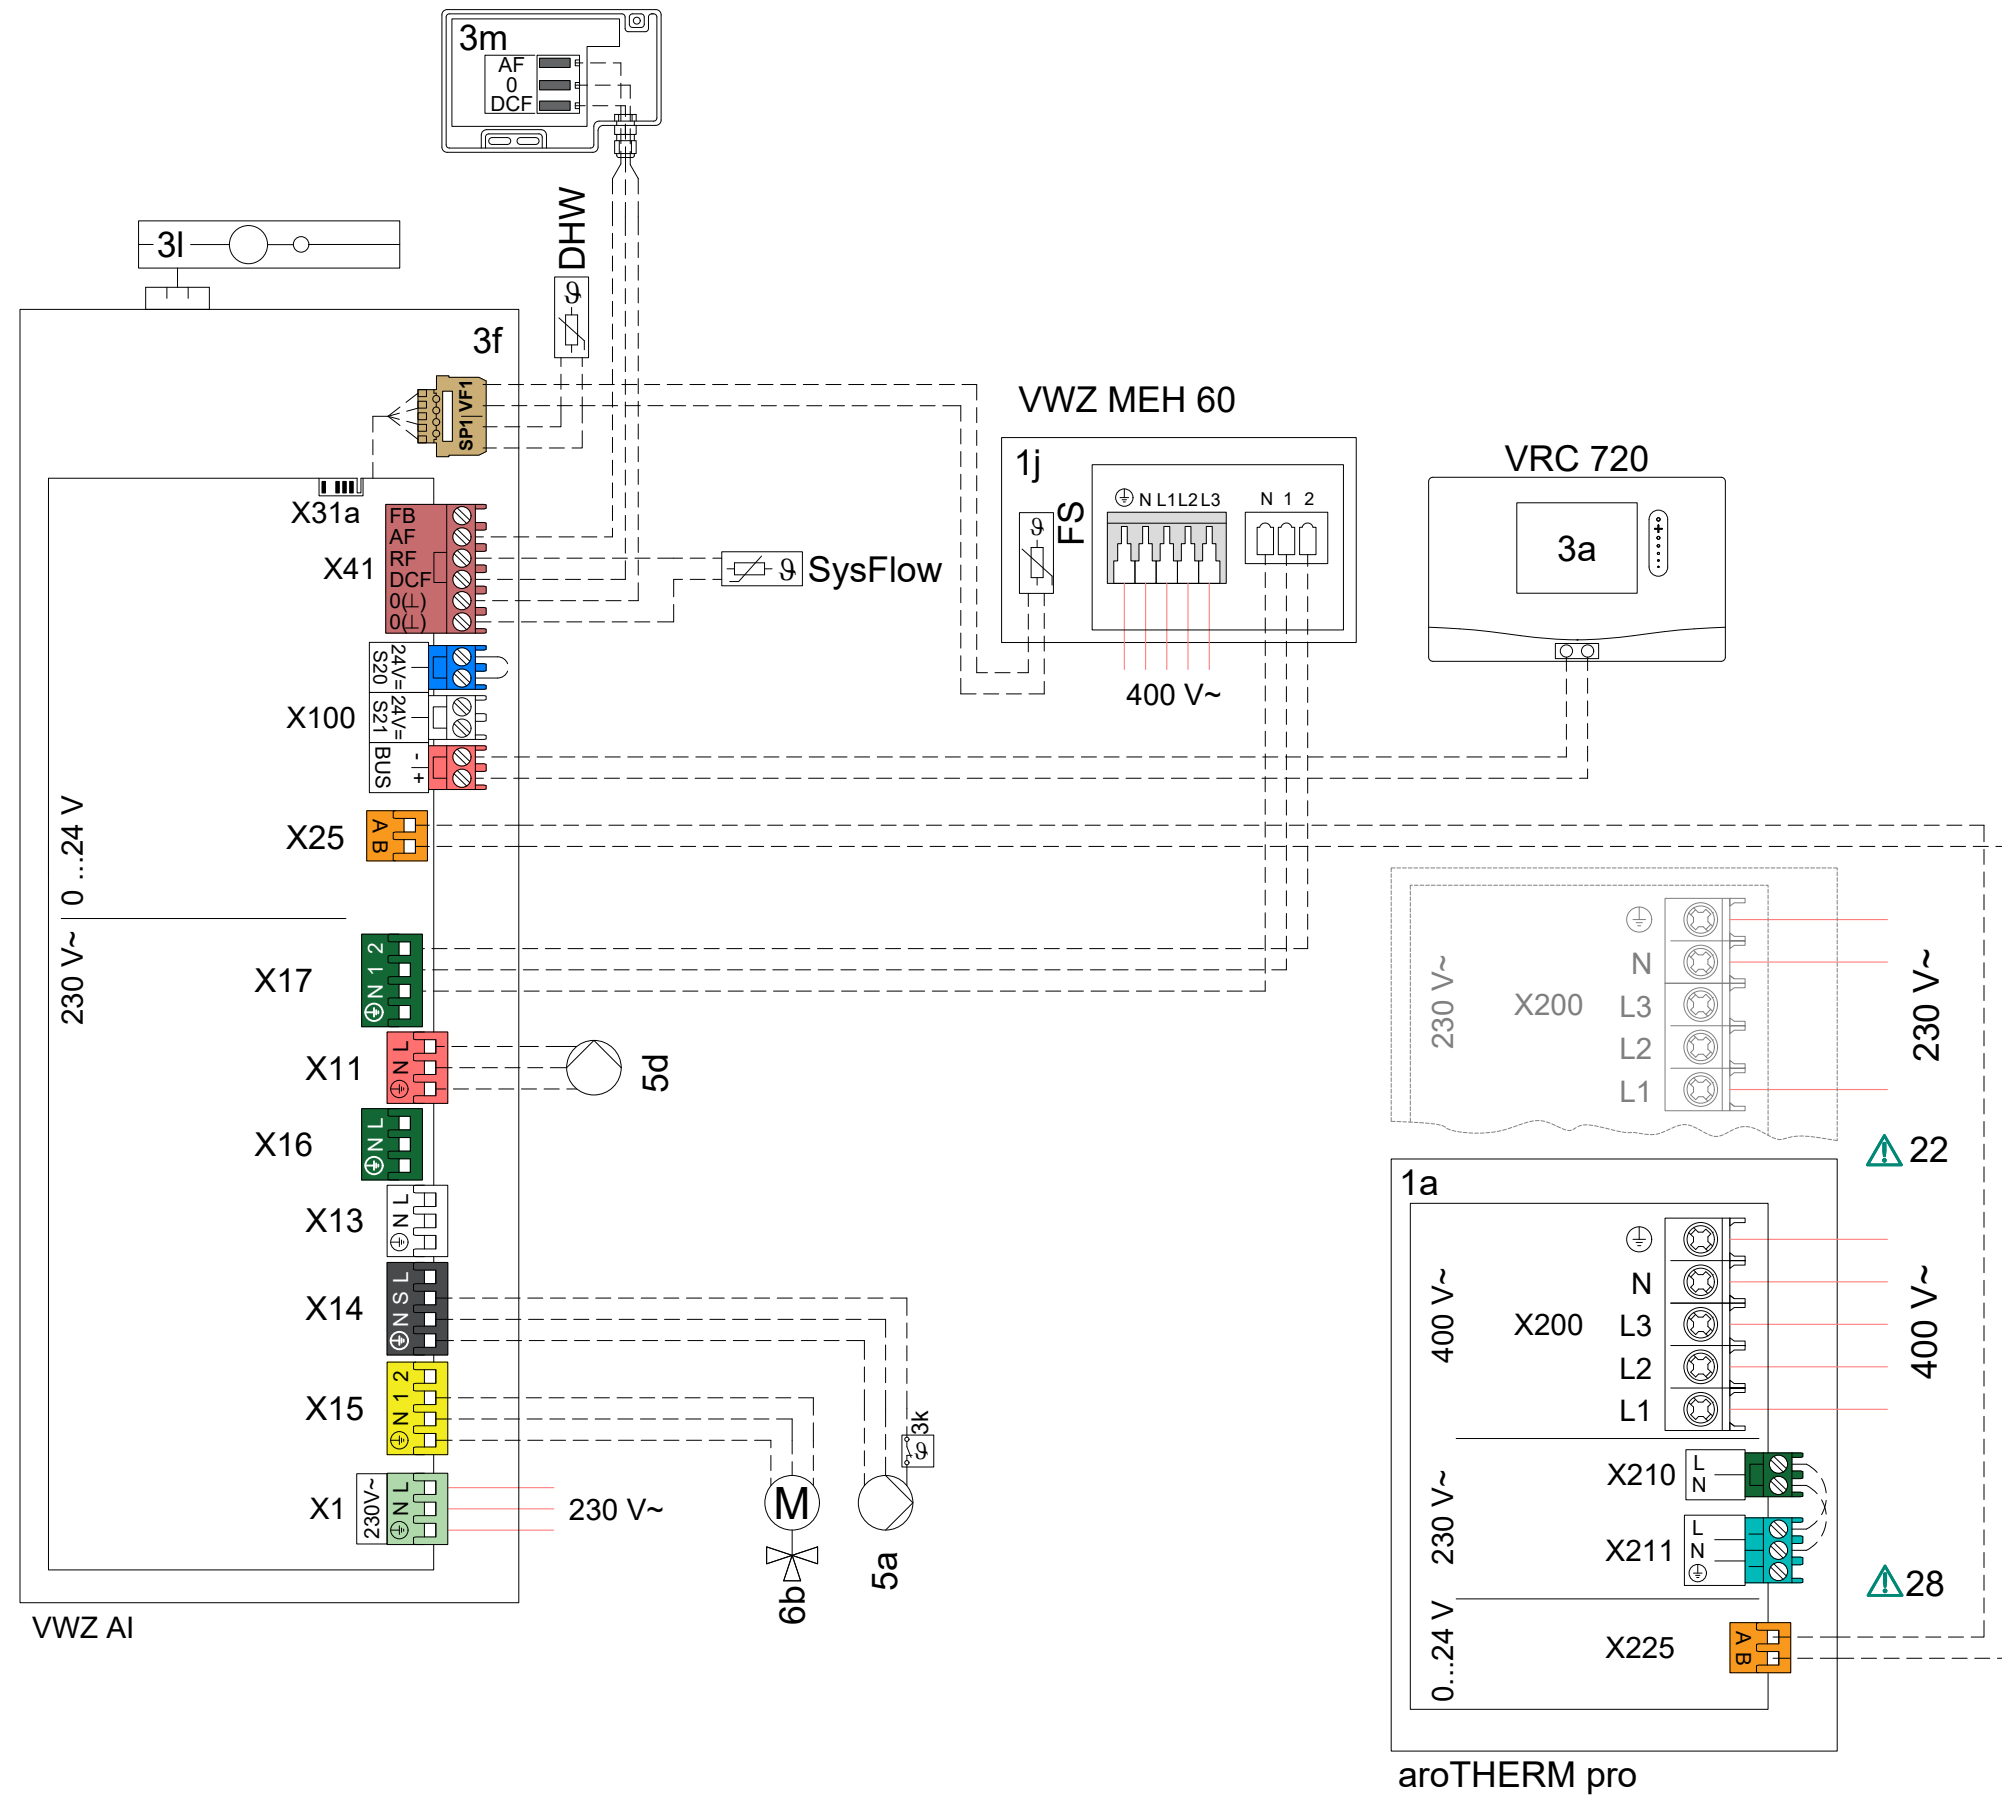 3m
AF
0
DCF
DHW
3l
ϑ
3f
VF1
SP1
VWZ MEH 60
1j
FS
ϑ
N L1 L2 L3
N 1 2
400 V~
VRC 720
3a
X31a
X41
FB
AF
RF
DCF
0(⊥)
0(⊥)
ϑ SysFlow
24V=
S20
X100
24V=
S21
BUS
- +
0 ...24 V
X25
A B
230 V~
X17
N 1 2
X11
N L
5d
X16
N L
X13
N L
X14
N S L
X15
N 1 2
3k
ϑ
X1
230V~
N L
230 V~
M
6b
5a
VWZ AI
230 V~
X200
N
L3
L2
L1
230 V~
22
1a
400 V~
X200
N
L3
L2
L1
400 V~
230 V~
X210
L
N
X211
L
N
28
0...24 V
X225
A B
aroTHERM pro